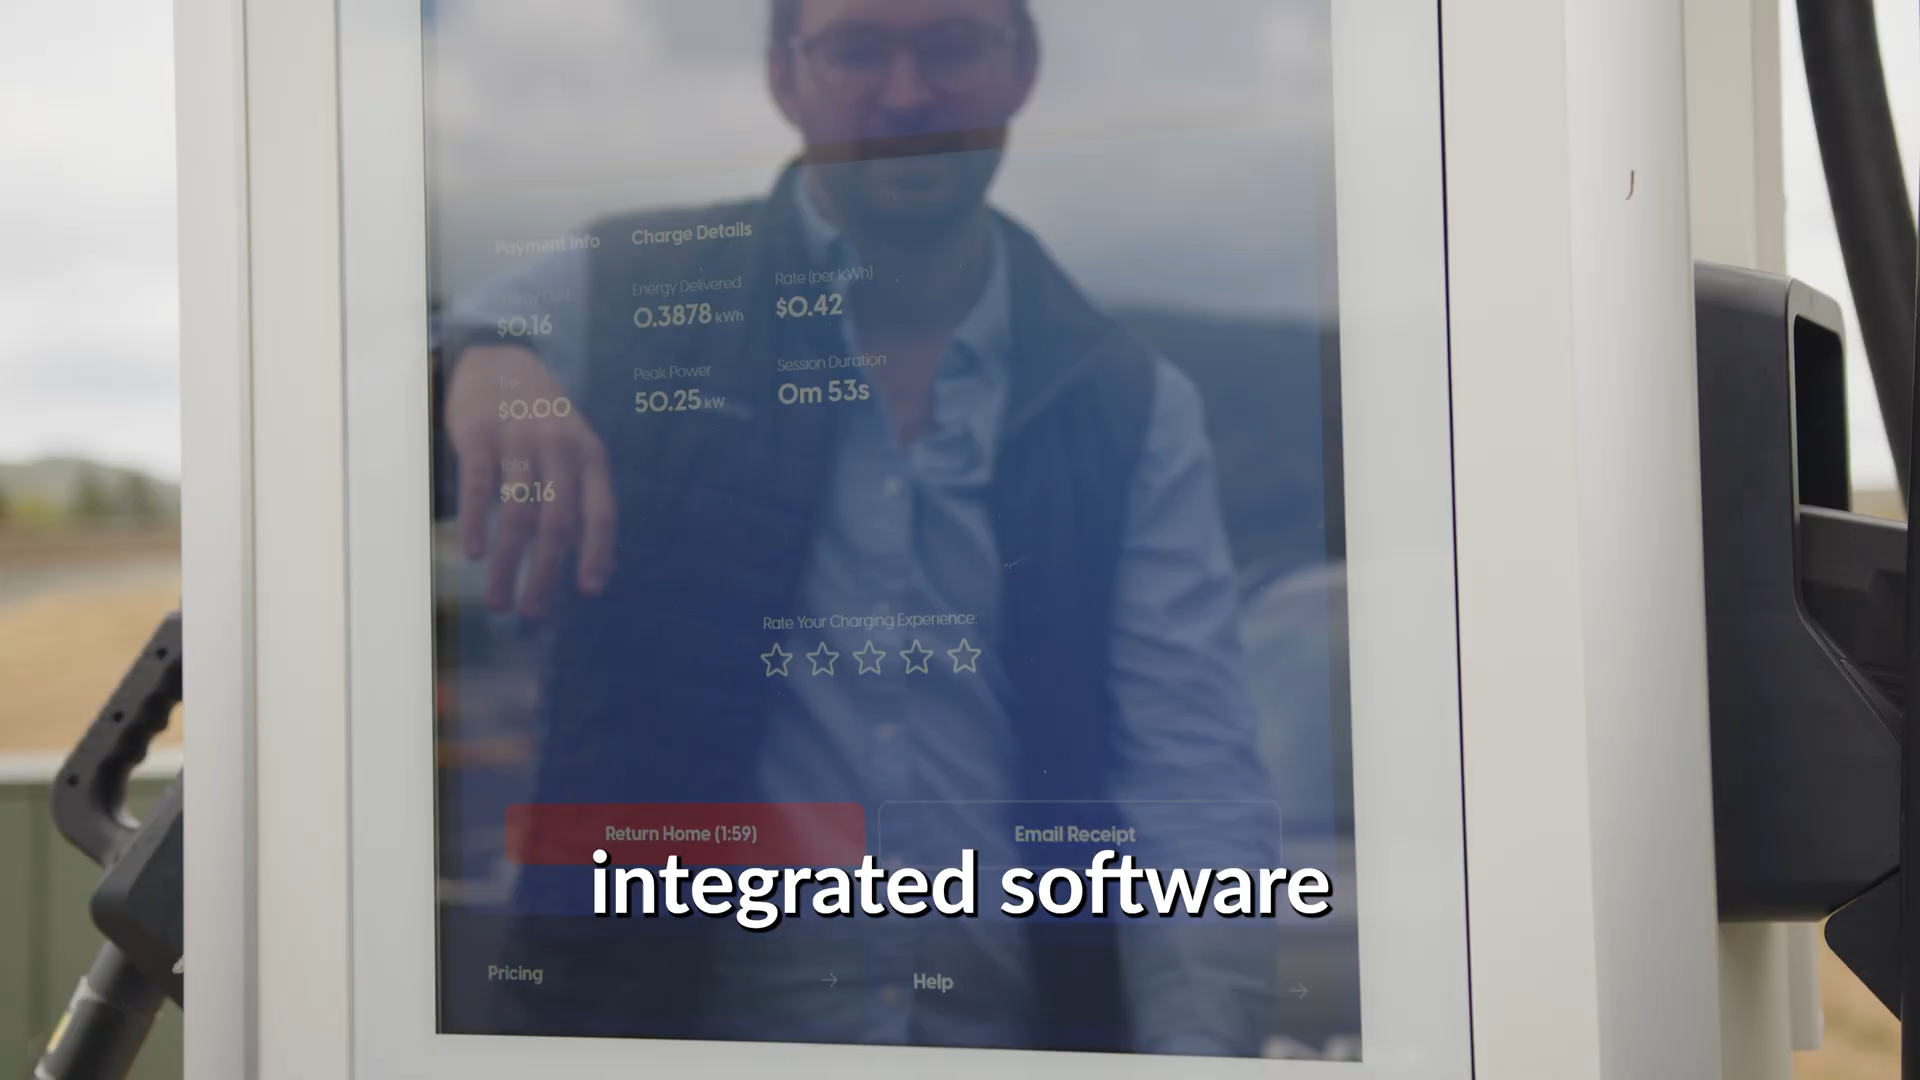 Payment Info
Energy Cost
$0.16
$0.00
Total
$0.16
Charge Details
Energy Delivered
0.3878 kWh
Rate (per kWh)
$0.42
Peak Power
50.25 kW
Session Duration
0m 53s
Rate Your Charging Experience:
Return Home (1:59)
Email Receipt
integrated software
Pricing
Help